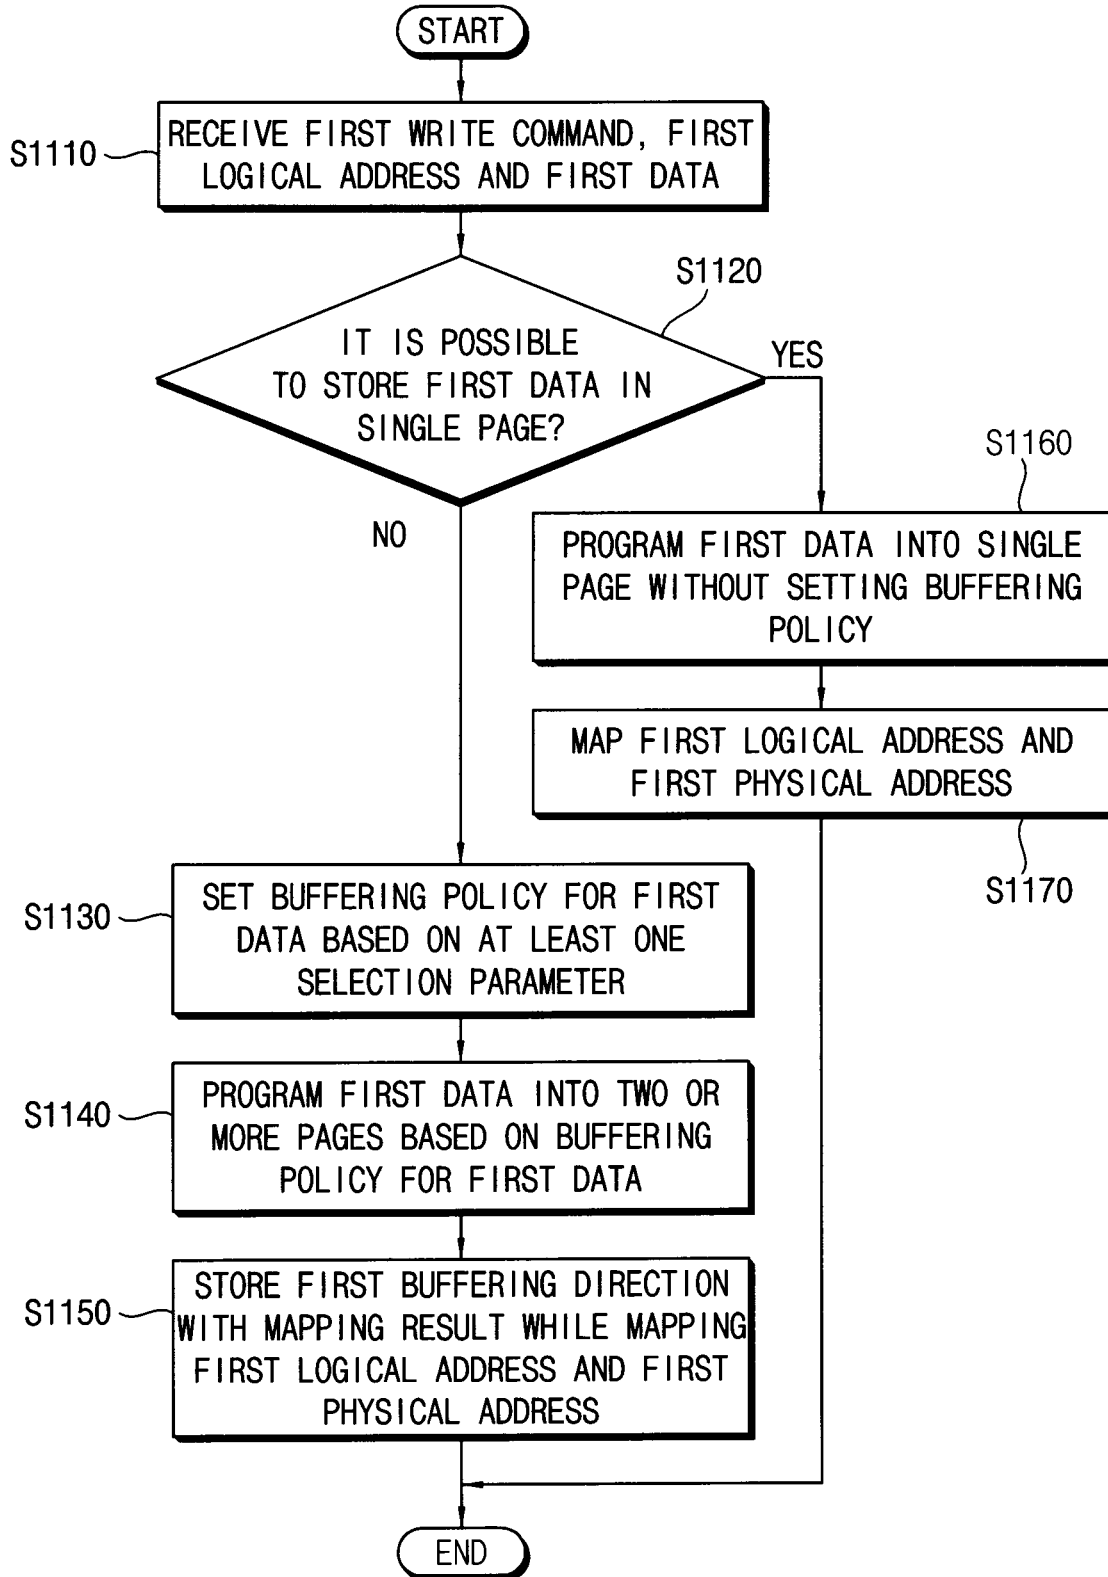 START
S1110
RECEIVE FIRST WRITE COMMAND, FIRST
LOGICAL ADDRESS AND FIRST DATA
S1120
IT IS POSSIBLE
TO STORE FIRST DATA IN
SINGLE PAGE?
YES
NO
S1160
PROGRAM FIRST DATA INTO SINGLE
PAGE WITHOUT SETTING BUFFERING
POLICY
MAP FIRST LOGICAL ADDRESS AND
FIRST PHYSICAL ADDRESS
S1170
S1130
SET BUFFERING POLICY FOR FIRST
DATA BASED ON AT LEAST ONE
SELECTION PARAMETER
S1140
PROGRAM FIRST DATA INTO TWO OR
MORE PAGES BASED ON BUFFERING
POLICY FOR FIRST DATA
S1150
STORE FIRST BUFFERING DIRECTION
WITH MAPPING RESULT WHILE MAPPING
FIRST LOGICAL ADDRESS AND FIRST
PHYSICAL ADDRESS
END